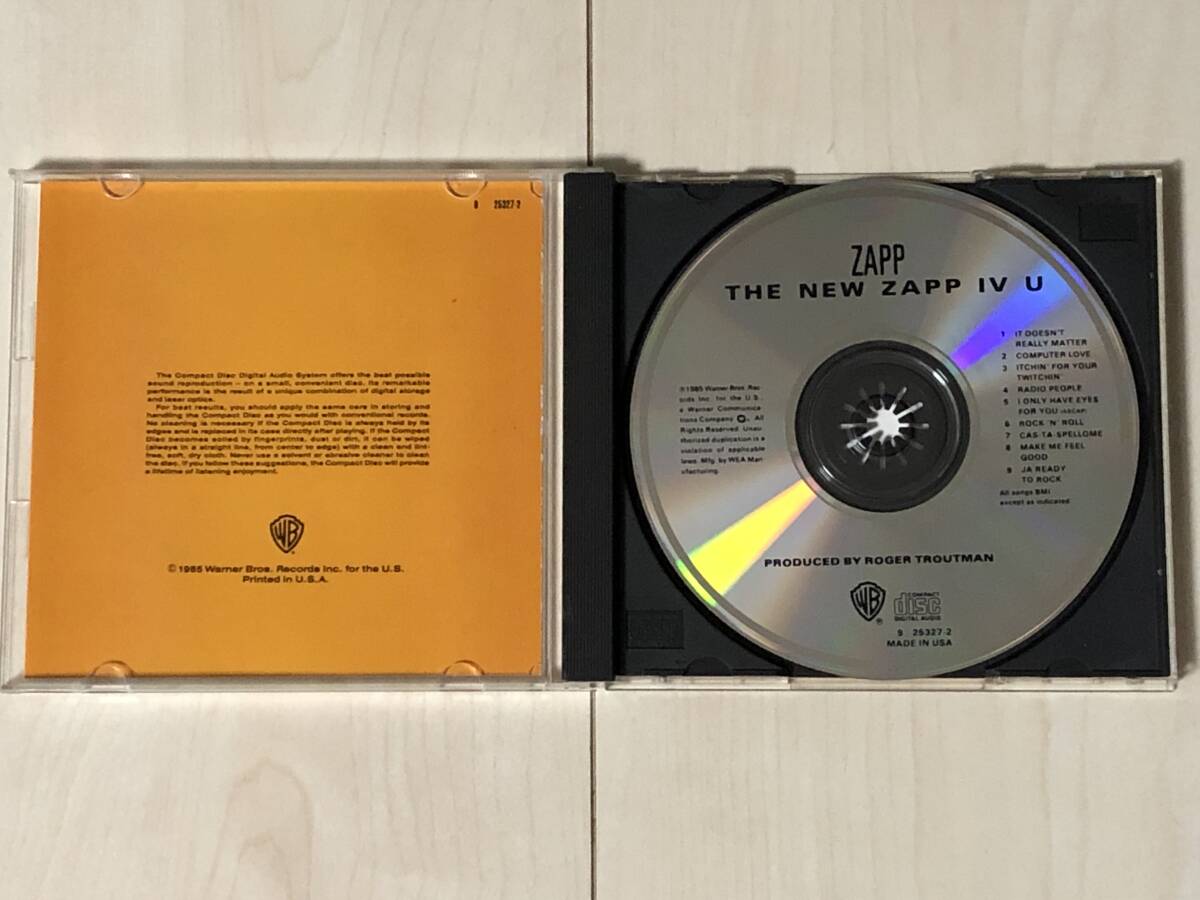 9 25327-2
The Compact Disc Digital Audio System offers the best possible
sound reproduction – on a small, convenient disc. Its remarkable
performance is the result of a unique combination of digital storage
and laser optics.
For best results, you should apply the same care in storing and
handling the Compact Disc as you would with conventional records.
No cleaning is necessary if the Compact Disc is always held by its
edges and is replaced in its case directly after playing. If the Compact
Disc becomes soiled by fingerprints, dust or dirt, it can be wiped
(always in a straight line, from center to edge) with a clean and lint-
free, soft, dry cloth. Never use a solvent or abrasive cleaner to clean
the disc. If you follow these suggestions, the Compact Disc will provide
a lifetime of listening enjoyment.
WB
© 1985 Warner Bros. Records Inc. for the U.S.
Printed in U.S.A.
ZAPP
THE NEW ZAPP IV U
1 IT DOESN'T
REALLY MATTER
2 COMPUTER LOVE
3 ITCHIN' FOR YOUR
TWITCHIN'
4 RADIO PEOPLE
5 I ONLY HAVE EYES
FOR YOU (ASCAP)
6 ROCK 'N' ROLL
7 CAS-TA-SPELLOME
8 MAKE ME FEEL
GOOD
9 JA READY
TO ROCK
All songs BMI
except as indicated
℗1985 Warner Bros. Rec
ords Inc. for the U.S.
a Warner Communica
tions Company. All
Rights Reserved. Unau
thorized duplication is a
violation of applicable
laws. Mfg. by WEA Man
ufacturing.
PRODUCED BY ROGER TROUTMAN
WB
®
COMPACT
disc
DIGITAL AUDIO
9 25327-2
MADE IN USA